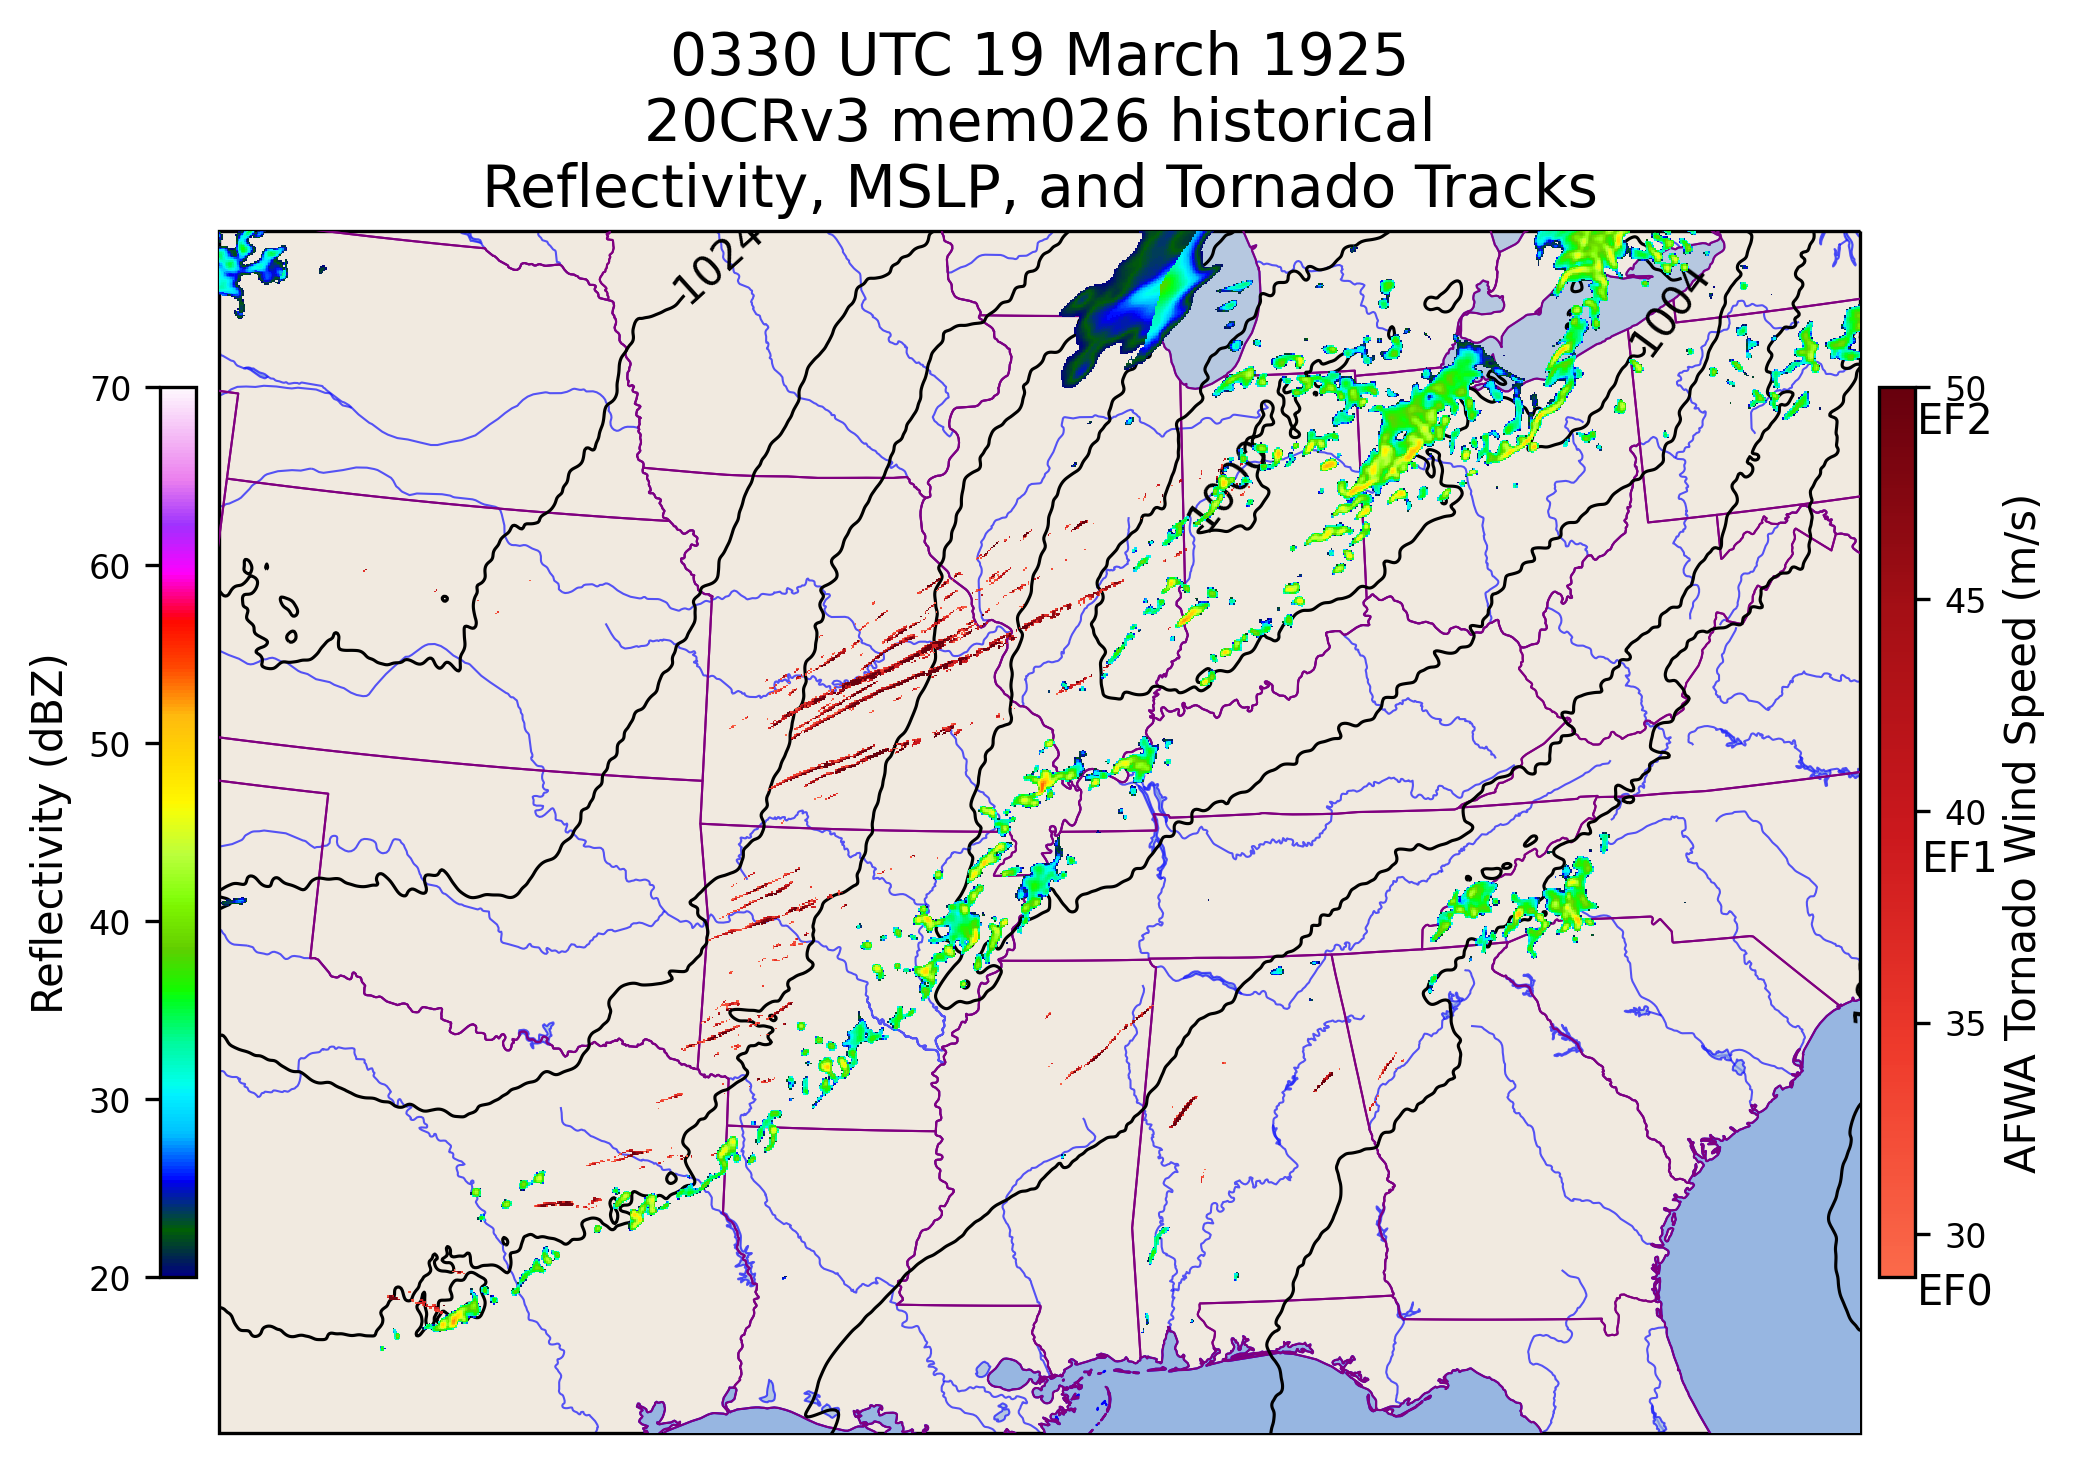 0330 UTC 19 March 1925
20CRv3 mem026 historical
Reflectivity, MSLP, and Tornado Tracks
1024
1004
1000
70
60
50
40
30
20
Reflectivity (dBZ)
50
EF2
45
40
EF1
35
30
EF0
AFWA Tornado Wind Speed (m/s)